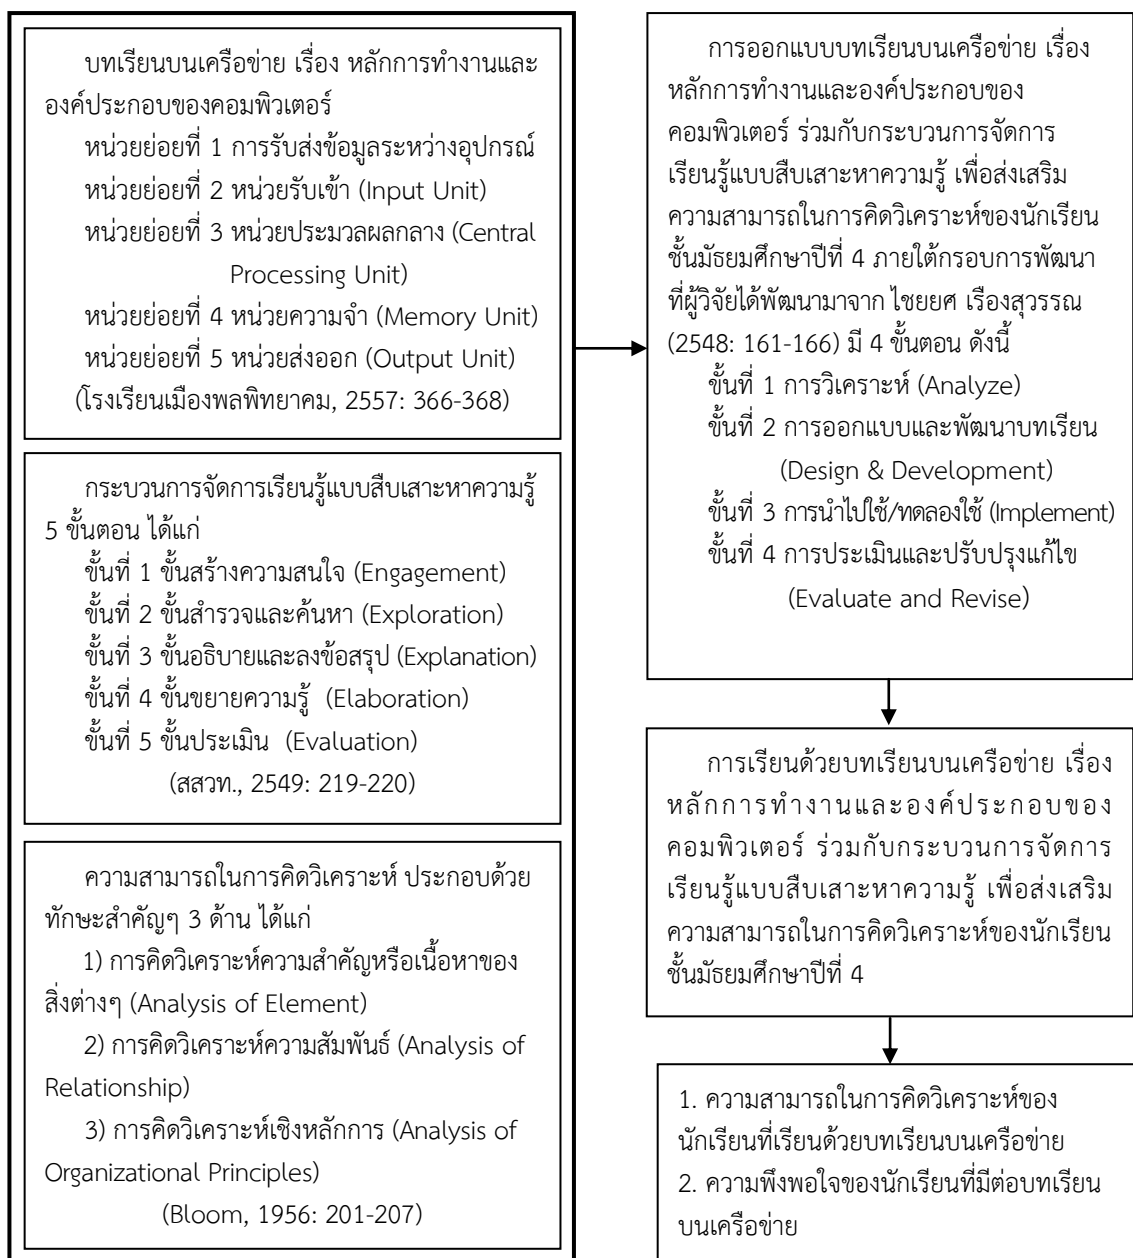 บทเรียนบนเครือข่าย เรื่อง หลักการทำงานและ
องค์ประกอบของคอมพิวเตอร์
หน่วยย่อยที่ 1 การรับส่งข้อมูลระหว่างอุปกรณ์
หน่วยย่อยที่ 2 หน่วยรับเข้า (Input Unit)
หน่วยย่อยที่ 3 หน่วยประมวลผลกลาง (Central
Processing Unit)
หน่วยย่อยที่ 4 หน่วยความจำ (Memory Unit)
หน่วยย่อยที่ 5 หน่วยส่งออก (Output Unit)
(โรงเรียนเมืองพลพิทยาคม, 2557: 366-368)
กระบวนการจัดการเรียนรู้แบบสืบเสาะหาความรู้
5 ขั้นตอน ได้แก่
ขั้นที่ 1 ขั้นสร้างความสนใจ (Engagement)
ขั้นที่ 2 ขั้นสำรวจและค้นหา (Exploration)
ขั้นที่ 3 ขั้นอธิบายและลงข้อสรุป (Explanation)
ขั้นที่ 4 ขั้นขยายความรู้ (Elaboration)
ขั้นที่ 5 ขั้นประเมิน (Evaluation)
(สสวท., 2549: 219-220)
ความสามารถในการคิดวิเคราะห์ ประกอบด้วย
ทักษะสำคัญๆ 3 ด้าน ได้แก่
1) การคิดวิเคราะห์ความสำคัญหรือเนื้อหาของ
สิ่งต่างๆ (Analysis of Element)
2) การคิดวิเคราะห์ความสัมพันธ์ (Analysis of
Relationship)
3) การคิดวิเคราะห์เชิงหลักการ (Analysis of
Organizational Principles)
(Bloom, 1956: 201-207)
การออกแบบบทเรียนบนเครือข่าย เรื่อง
หลักการทำงานและองค์ประกอบของ
คอมพิวเตอร์ ร่วมกับกระบวนการจัดการ
เรียนรู้แบบสืบเสาะหาความรู้ เพื่อส่งเสริม
ความสามารถในการคิดวิเคราะห์ของนักเรียน
ชั้นมัธยมศึกษาปีที่ 4 ภายใต้กรอบการพัฒนา
ที่ผู้วิจัยได้พัฒนามาจาก ไชยยศ เรืองสุวรรณ
(2548: 161-166) มี 4 ขั้นตอน ดังนี้
ขั้นที่ 1 การวิเคราะห์ (Analyze)
ขั้นที่ 2 การออกแบบและพัฒนาบทเรียน
(Design & Development)
ขั้นที่ 3 การนำไปใช้/ทดลองใช้ (Implement)
ขั้นที่ 4 การประเมินและปรับปรุงแก้ไข
(Evaluate and Revise)
การเรียนด้วยบทเรียนบนเครือข่าย เรื่อง
หลักการทำงานและองค์ประกอบของ
คอมพิวเตอร์ ร่วมกับกระบวนการจัดการ
เรียนรู้แบบสืบเสาะหาความรู้ เพื่อส่งเสริม
ความสามารถในการคิดวิเคราะห์ของนักเรียน
ชั้นมัธยมศึกษาปีที่ 4
1. ความสามารถในการคิดวิเคราะห์ของ
นักเรียนที่เรียนด้วยบทเรียนบนเครือข่าย
2. ความพึงพอใจของนักเรียนที่มีต่อบทเรียน
บนเครือข่าย